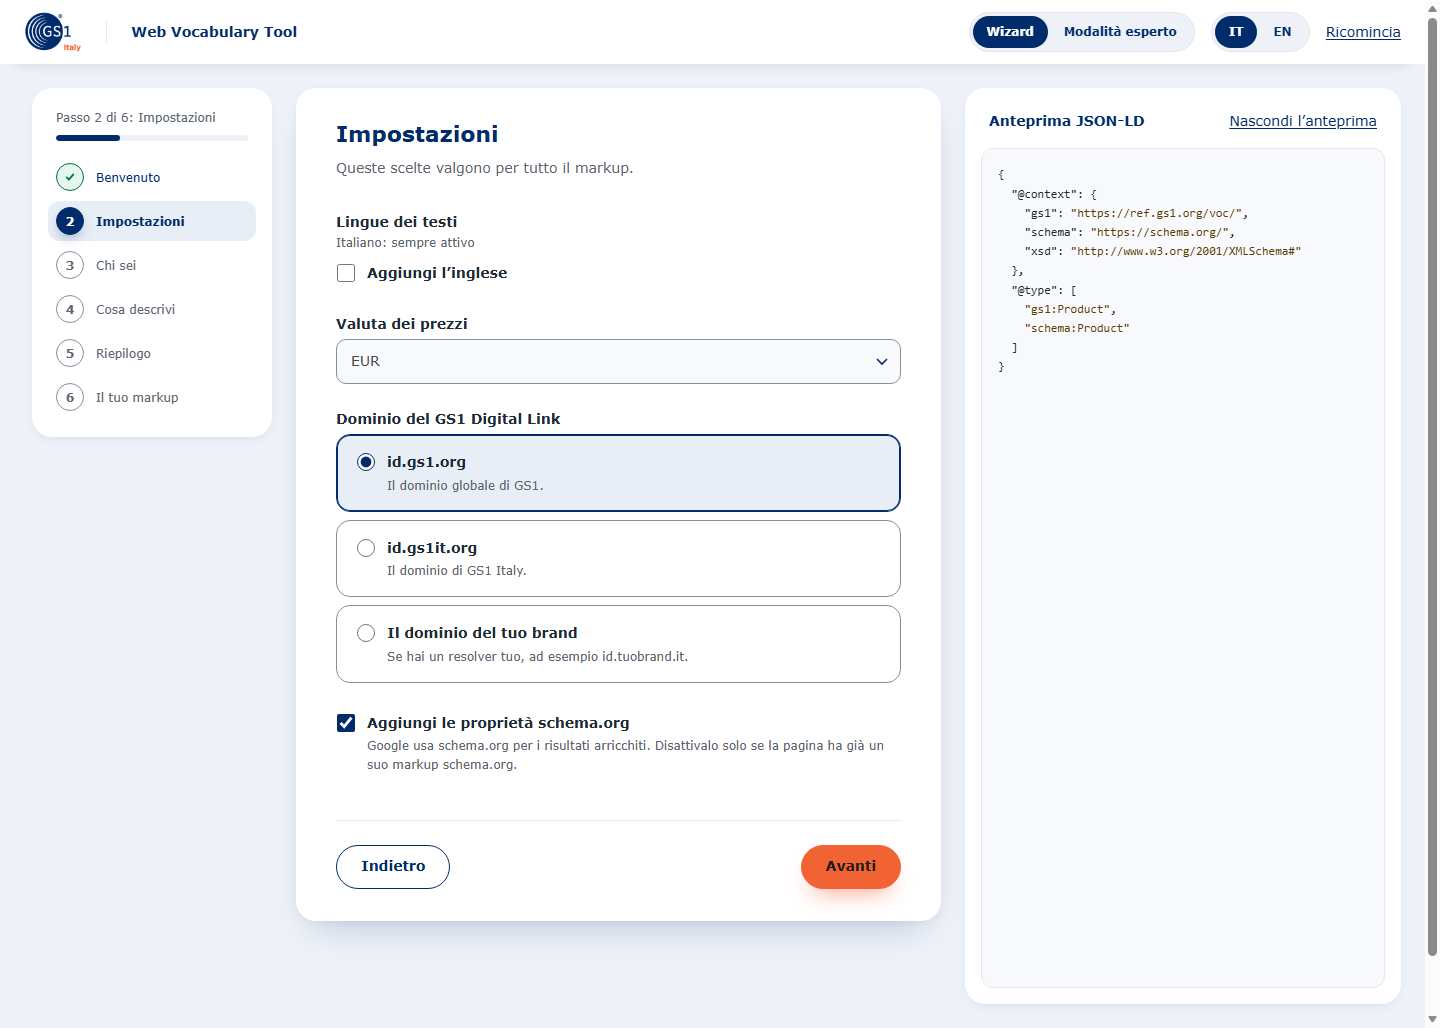 GS1
Italy
Web Vocabulary Tool
Wizard
Modalità esperto
IT
EN
Ricomincia
Passo 2 di 6: Impostazioni
Benvenuto
2 Impostazioni
3 Chi sei
4 Cosa descrivi
5 Riepilogo
6 Il tuo markup
Impostazioni
Queste scelte valgono per tutto il markup.
Lingue dei testi
Italiano: sempre attivo
Aggiungi l’inglese
Valuta dei prezzi
EUR
Dominio del GS1 Digital Link
id.gs1.org
Il dominio globale di GS1.
id.gs1it.org
Il dominio di GS1 Italy.
Il dominio del tuo brand
Se hai un resolver tuo, ad esempio id.tuobrand.it.
Aggiungi le proprietà schema.org
Google usa schema.org per i risultati arricchiti. Disattivalo solo se la pagina ha già un
suo markup schema.org.
Indietro
Avanti
Anteprima JSON-LD
Nascondi l’anteprima
{
"@context": {
"gs1": "https://ref.gs1.org/voc/",
"schema": "https://schema.org/",
"xsd": "http://www.w3.org/2001/XMLSchema#"
},
"@type": [
"gs1:Product",
"schema:Product"
]
}